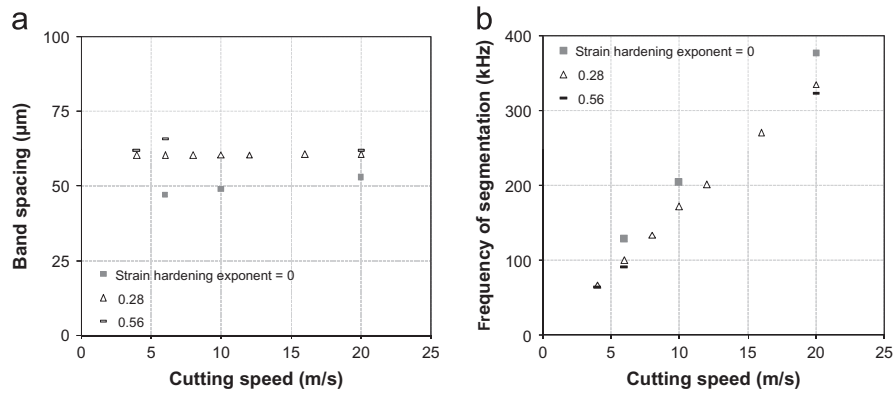 a
100
75
50
25
0
Band spacing (µm)
Strain hardening exponent = 0
0.28
0.56
0 5 10 15 20 25
Cutting speed (m/s)
b
400
300
200
100
0
Frequency of segmentation (kHz)
Strain hardening exponent = 0
0.28
0.56
0 5 10 15 20 25
Cutting speed (m/s)